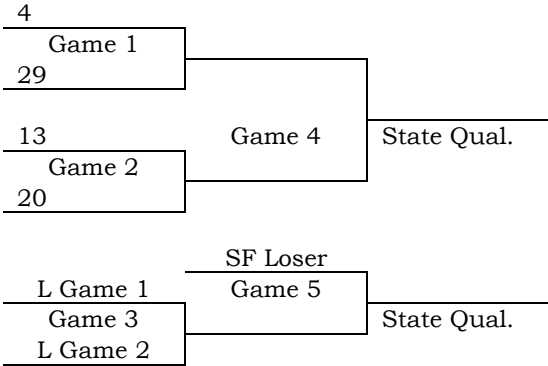 4
Game 1
29
13
Game 4
State Qual.
Game 2
20
SF Loser
L Game 1
Game 5
Game 3
State Qual.
L Game 2